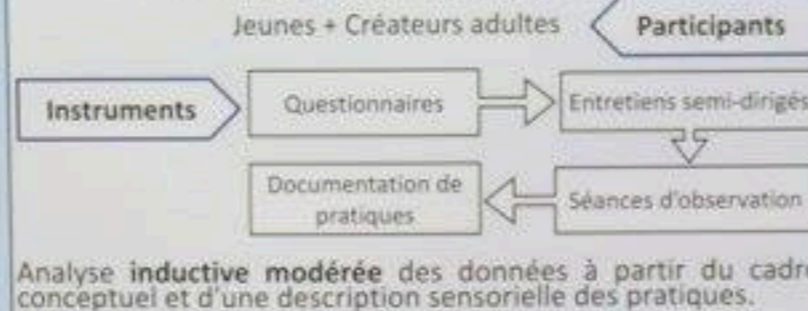 Jeunes + Créateurs adultes
Participants
Instruments
Questionnaires
Entretiens semi-dirigés
Documentation de
pratiques
Séances d'observation
Analyse inductive modérée des données à partir du cadre
conceptuel et d'une description sensorielle des pratiques.